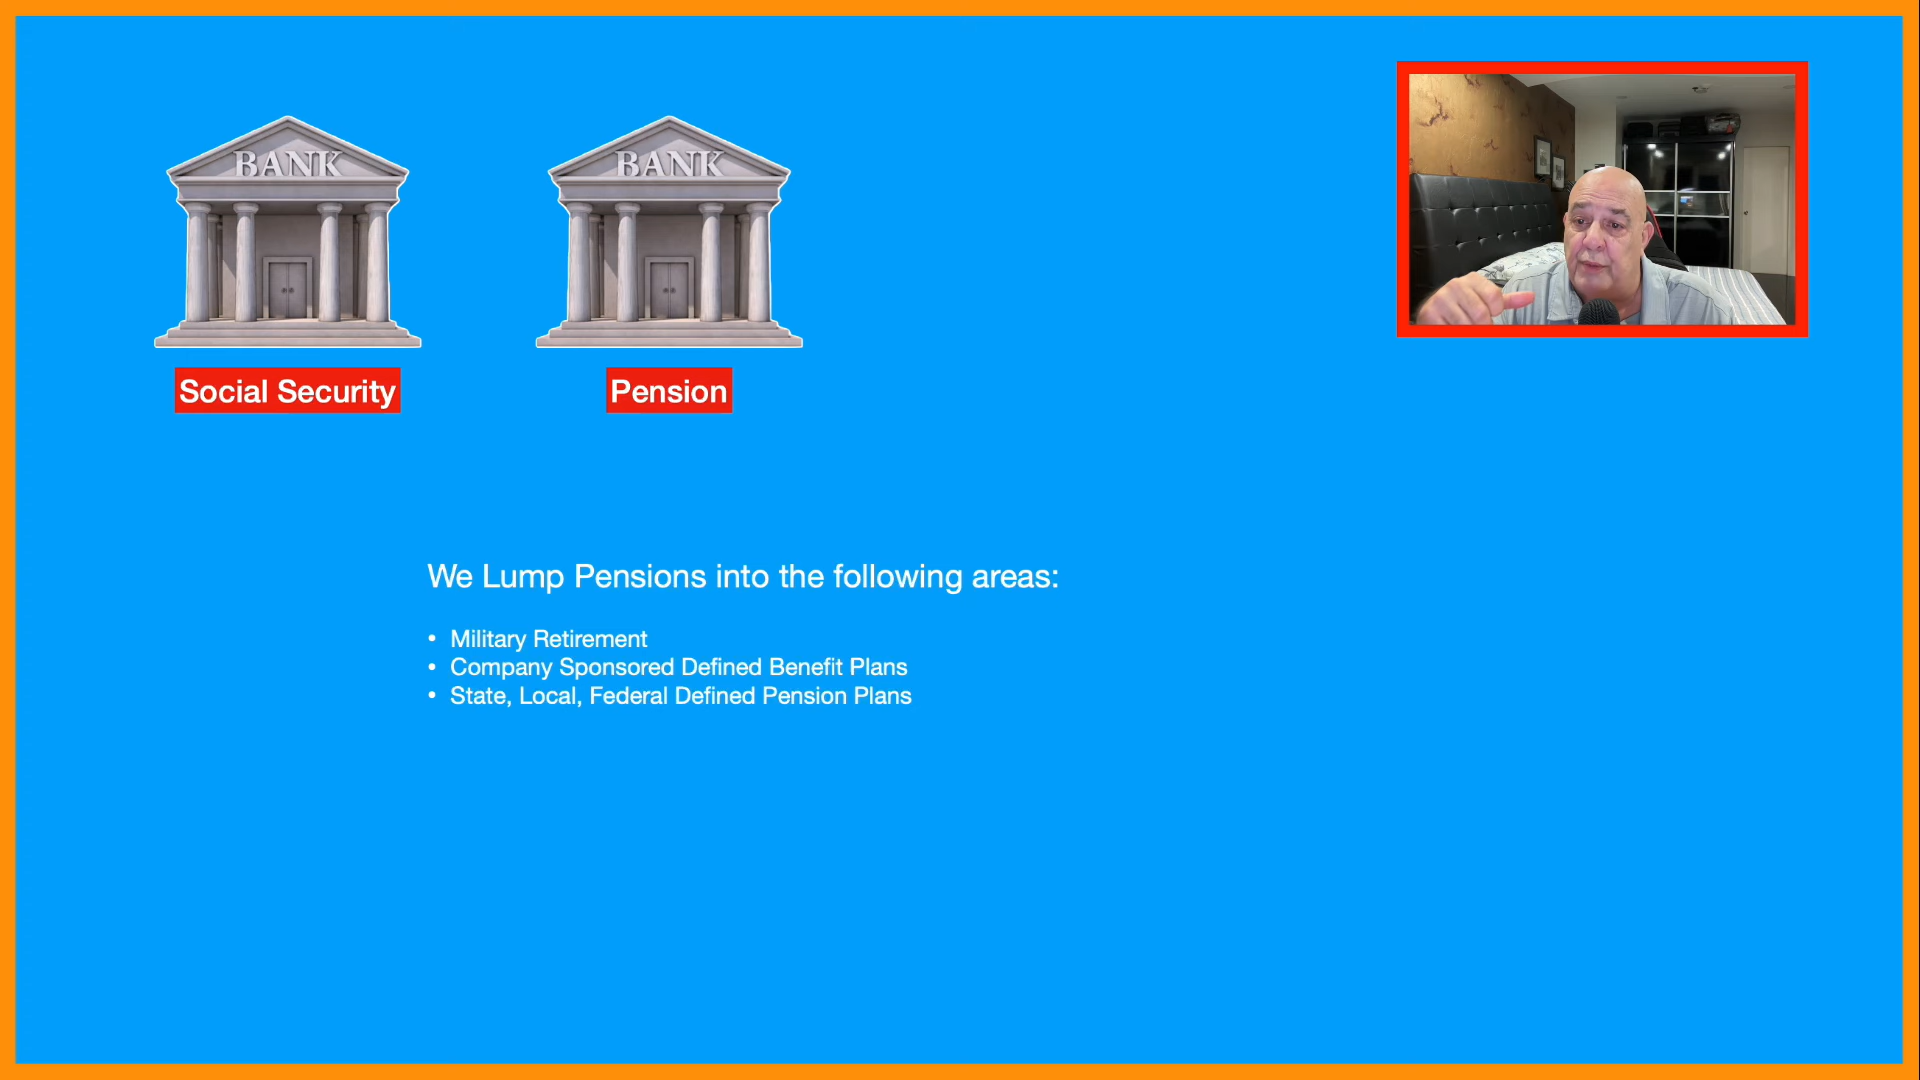 BANK
BANK
Social Security
Pension
We Lump Pensions into the following areas:
• Military Retirement
• Company Sponsored Defined Benefit Plans
• State, Local, Federal Defined Pension Plans